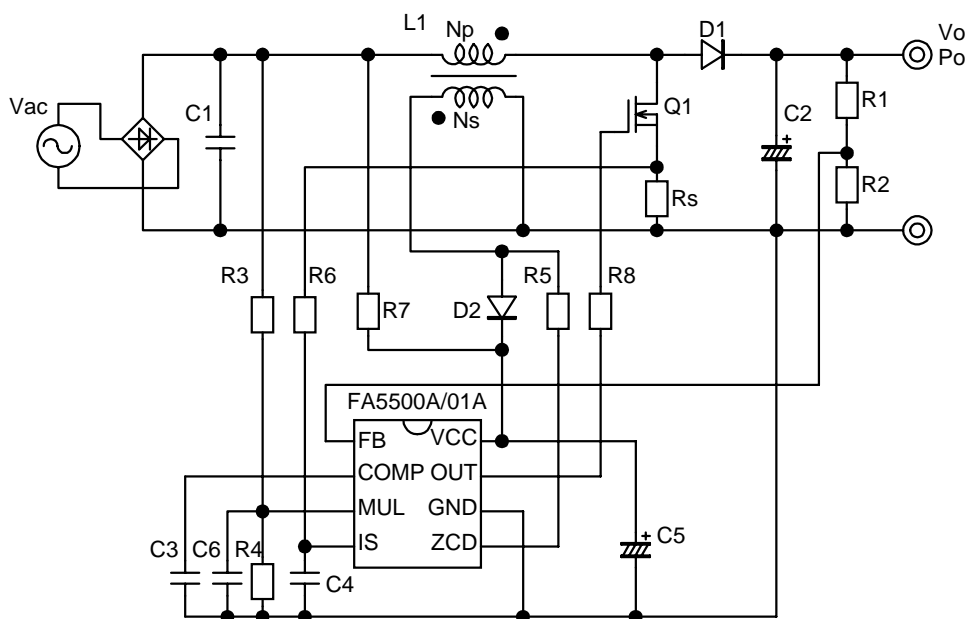 L1
Np
D1
Vo
Po
Vac
C1
Ns
Q1
C2
+
R1
R2
Rs
R3
R6
R7
D2
R5
R8
FA5500A/01A
FB
VCC
COMP
OUT
MUL
GND
IS
ZCD
C3
C6
R4
C4
+
C5